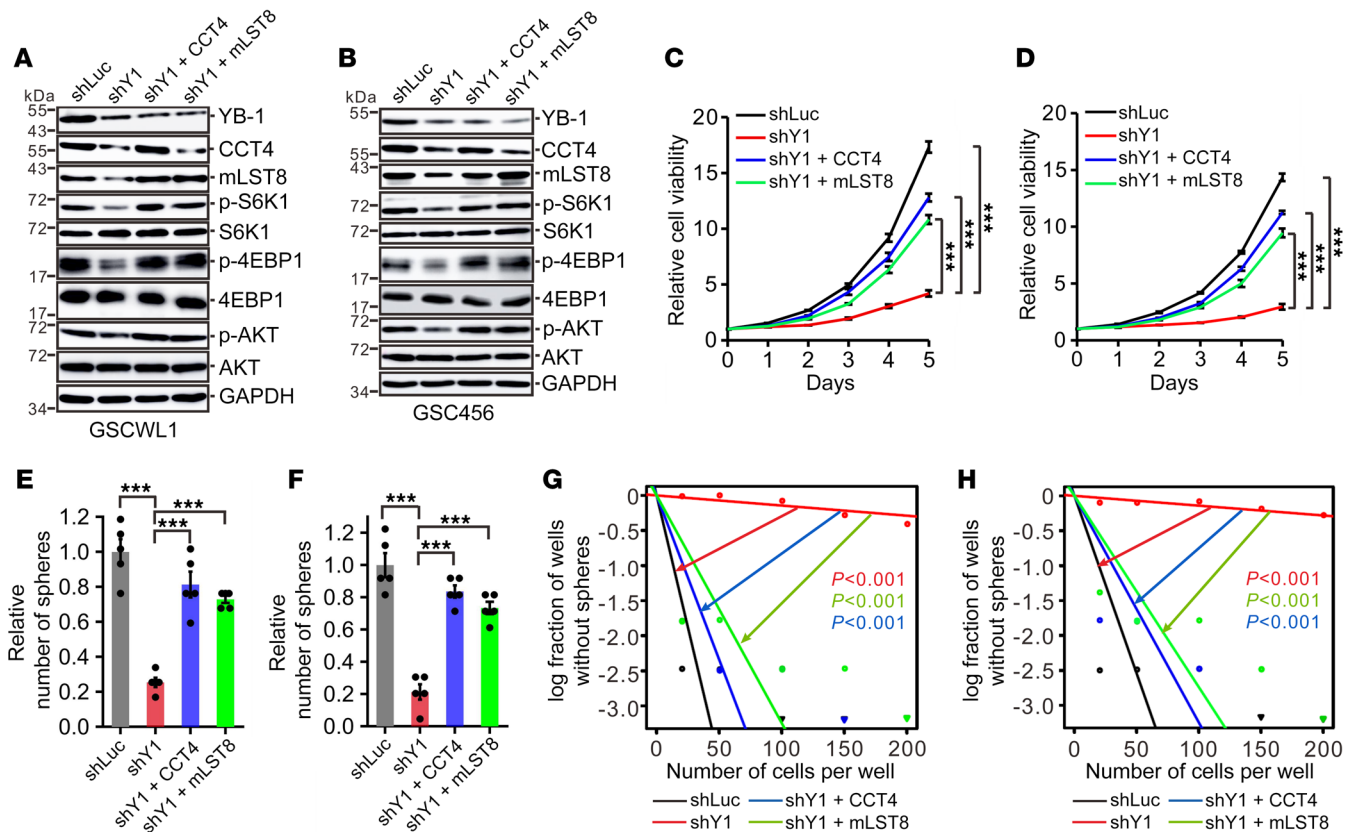 A
shLuc
shY1
shY1 + CCT4
shY1 + mLST8
kDa
55
43
55
43
72
72
17
17
72
72
34
YB-1
CCT4
mLST8
p-S6K1
S6K1
p-4EBP1
4EBP1
p-AKT
AKT
GAPDH
GSCWL1
B
shLuc
shY1
shY1 + CCT4
shY1 + mLST8
kDa
55
55
43
72
72
17
17
72
72
34
YB-1
CCT4
mLST8
p-S6K1
S6K1
p-4EBP1
4EBP1
p-AKT
AKT
GAPDH
GSC456
C
Relative cell viability
20
15
10
5
0
shLuc
shY1
shY1 + CCT4
shY1 + mLST8
***
***
***
0 1 2 3 4 5
Days
D
Relative cell viability
20
15
10
5
0
shLuc
shY1
shY1 + CCT4
shY1 + mLST8
***
***
***
0 1 2 3 4 5
Days
E
Relative
number of spheres
1.2
1.0
0.8
0.6
0.4
0.2
0.0
***
***
***
shLuc
shY1
shY1 + CCT4
shY1 + mLST8
F
Relative
number of spheres
1.2
1.0
0.8
0.6
0.4
0.2
0.0
***
***
***
shLuc
shY1
shY1 + CCT4
shY1 + mLST8
G
log fraction of wells
without spheres
0
-0.5
-1.0
-1.5
-2.0
-2.5
-3.0
P<0.001
P<0.001
P<0.001
0 50 100 150 200
Number of cells per well
shLuc shY1 + CCT4
shY1 shY1 + mLST8
H
log fraction of wells
without spheres
0
-0.5
-1.0
-1.5
-2.0
-2.5
-3.0
P<0.001
P<0.001
P<0.001
0 50 100 150 200
Number of cells per well
shLuc shY1 + CCT4
shY1 shY1 + mLST8